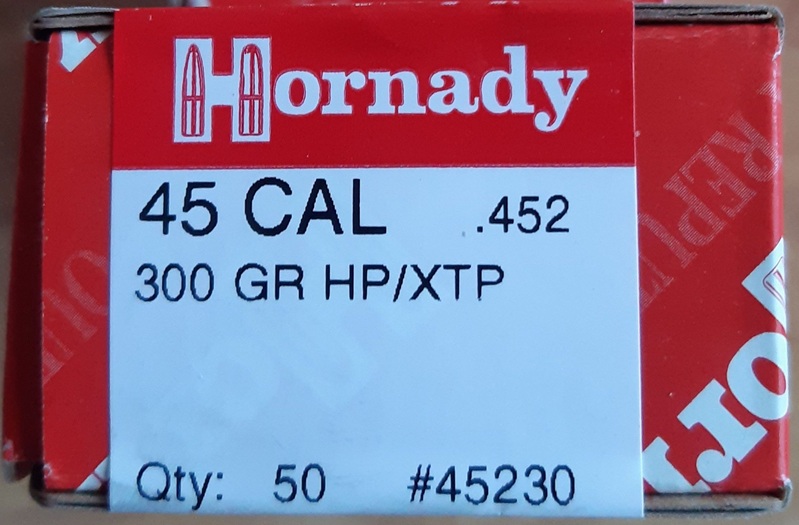 Hornady
45 CAL .452
300 GR HP/XTP
Qty: 50 #45230